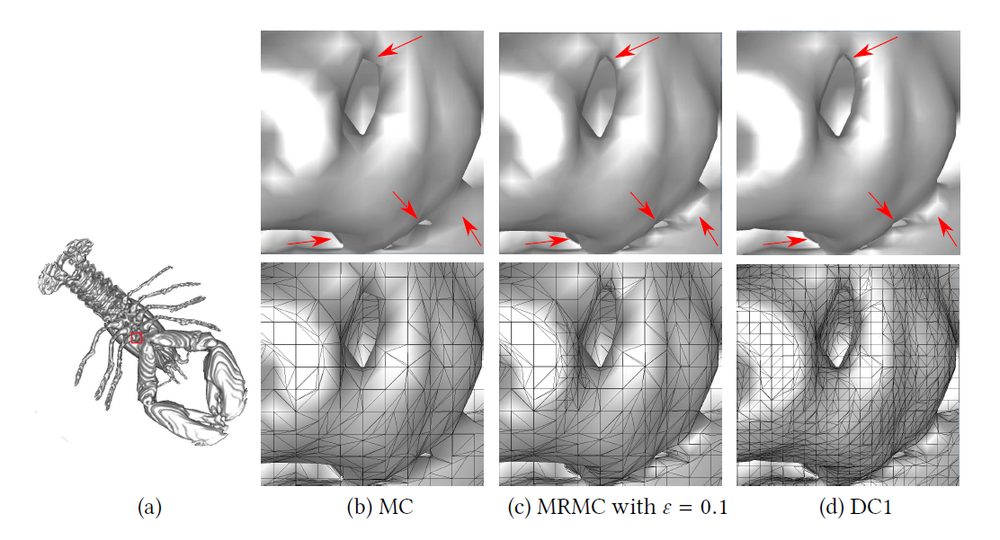 (a)
(b) MC
(c) MRMC with ε = 0.1
(d) DC1